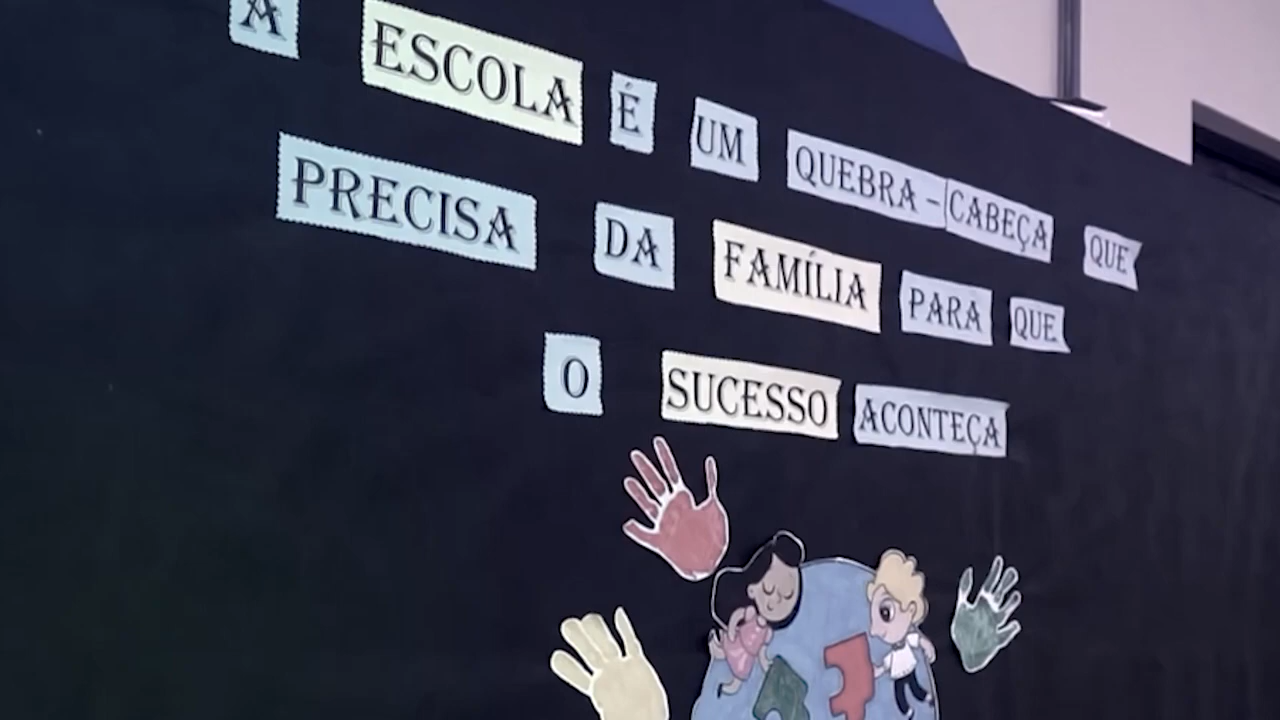 A ESCOLA É UM QUEBRA-CABEÇA QUE
PRECISA DA FAMÍLIA PARA QUE
O SUCESSO ACONTEÇA